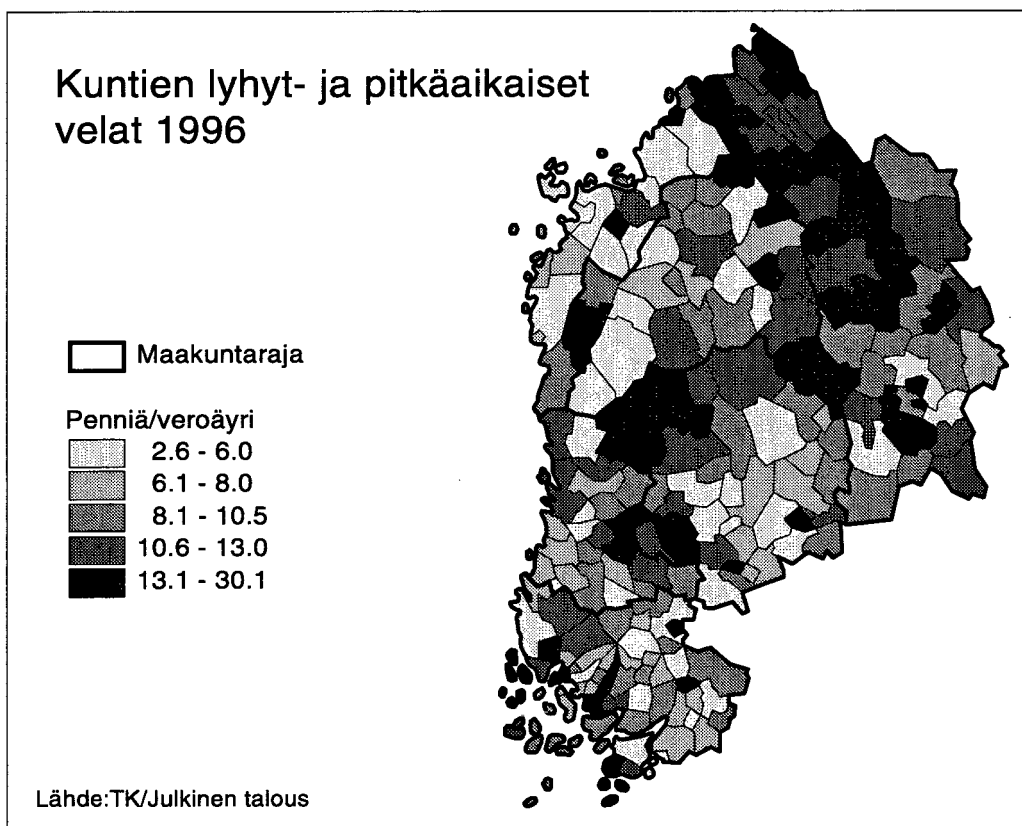 Kuntien lyhyt- ja pitkäaikaiset
velat 1996
Maakuntaraja
Penniä/veroäyri
2.6 - 6.0
6.1 - 8.0
8.1 - 10.5
10.6 - 13.0
13.1 - 30.1
Lähde:TK/Julkinen talous